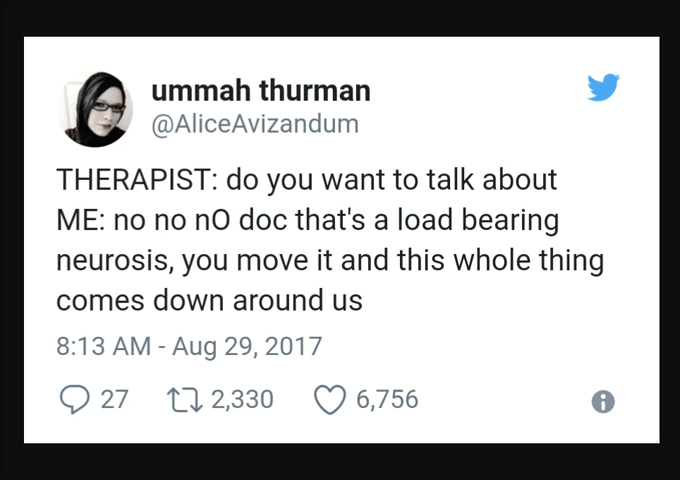 ummah thurman
@AliceAvizandum
THERAPIST: do you want to talk about
ME: no no nO doc that's a load bearing
neurosis, you move it and this whole thing
comes down around us
8:13 AM - Aug 29, 2017
27 2,330 6,756